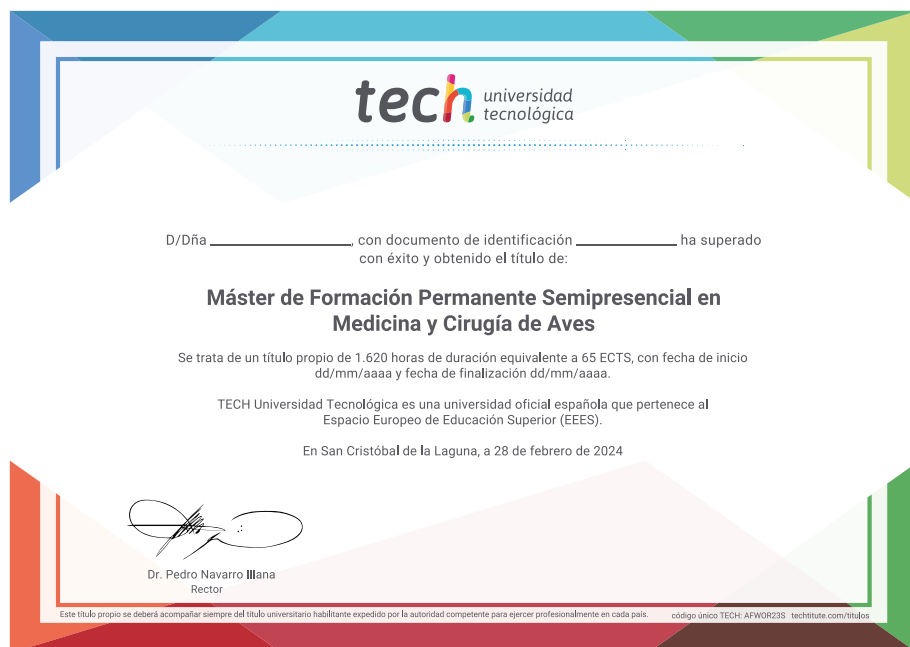 tech universidad
tecnológica
D/Dña ______________, con documento de identificación __________ ha superado
con éxito y obtenido el título de:
Máster de Formación Permanente Semipresencial en
Medicina y Cirugía de Aves
Se trata de un título propio de 1.620 horas de duración equivalente a 65 ECTS, con fecha de inicio
dd/mm/aaaa y fecha de finalización dd/mm/aaaa.
TECH Universidad Tecnológica es una universidad oficial española que pertenece al
Espacio Europeo de Educación Superior (EEES).
En San Cristóbal de la Laguna, a 28 de febrero de 2024
Dr. Pedro Navarro Illana
Rector
Este título propio se deberá acompañar siempre del título universitario habilitante expedido por la autoridad competente para ejercer profesionalmente en cada país. código único TECH: AFWOR23S techtitute.com/titulos